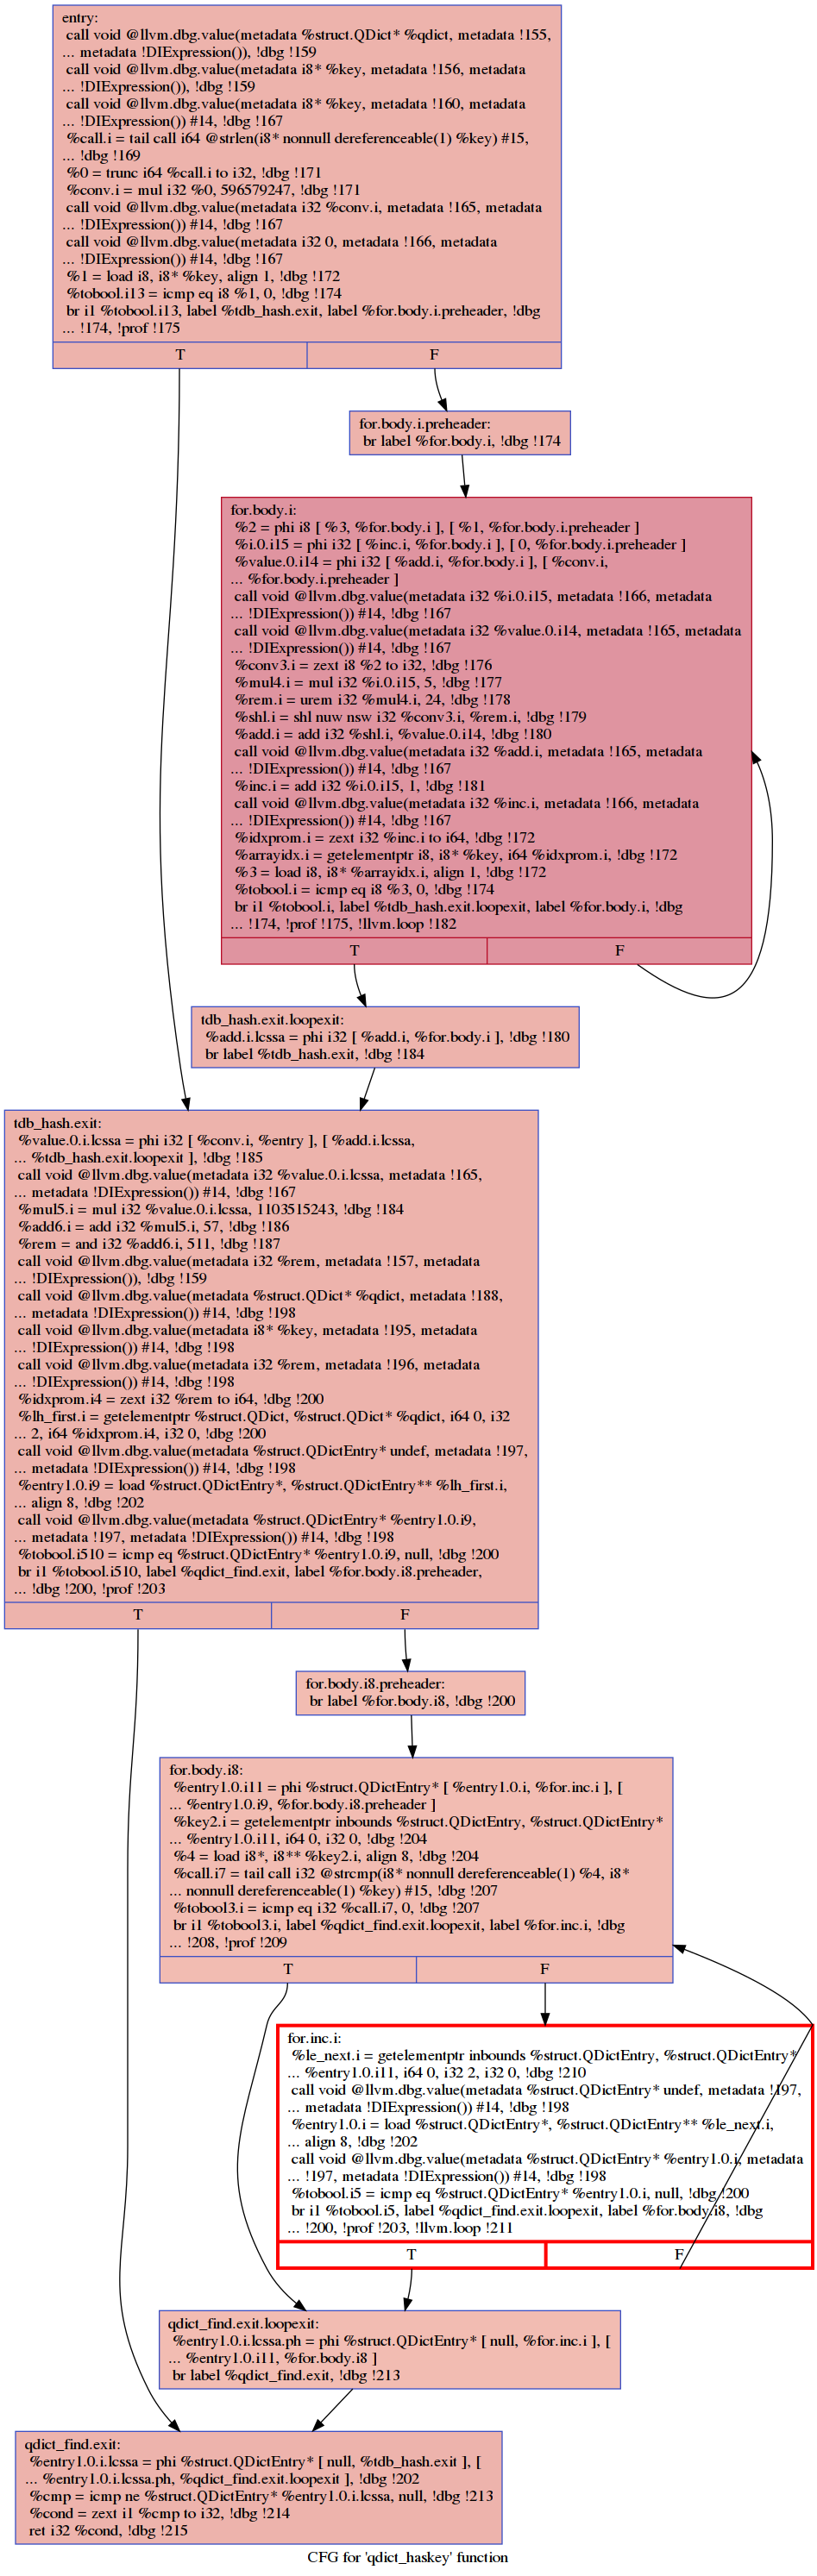 entry:
call void @llvm.dbg.value(metadata %struct.QDict* %qdict, metadata !155,
... metadata !DIExpression()), !dbg !159
call void @llvm.dbg.value(metadata i8* %key, metadata !156, metadata
... !DIExpression()), !dbg !159
call void @llvm.dbg.value(metadata i8* %key, metadata !160, metadata
... !DIExpression()) #14, !dbg !167
%call.i = tail call i64 @strlen(i8* nonnull dereferenceable(1) %key) #15,
... !dbg !169
%0 = trunc i64 %call.i to i32, !dbg !171
%conv.i = mul i32 %0, 596579247, !dbg !171
call void @llvm.dbg.value(metadata i32 %conv.i, metadata !165, metadata
... !DIExpression()) #14, !dbg !167
call void @llvm.dbg.value(metadata i32 0, metadata !166, metadata
... !DIExpression()) #14, !dbg !167
%1 = load i8, i8* %key, align 1, !dbg !172
%tobool.i13 = icmp eq i8 %1, 0, !dbg !174
br i1 %tobool.i13, label %tdb_hash.exit, label %for.body.i.preheader, !dbg
... !174, !prof !175
T F
for.body.i.preheader:
br label %for.body.i, !dbg !174
for.body.i:
%2 = phi i8 [ %3, %for.body.i ], [ %1, %for.body.i.preheader ]
%i.0.i15 = phi i32 [ %inc.i, %for.body.i ], [ 0, %for.body.i.preheader ]
%value.0.i14 = phi i32 [ %add.i, %for.body.i ], [ %conv.i,
... %for.body.i.preheader ]
call void @llvm.dbg.value(metadata i32 %i.0.i15, metadata !166, metadata
... !DIExpression()) #14, !dbg !167
call void @llvm.dbg.value(metadata i32 %value.0.i14, metadata !165, metadata
... !DIExpression()) #14, !dbg !167
%conv3.i = zext i8 %2 to i32, !dbg !176
%mul4.i = mul i32 %i.0.i15, 5, !dbg !177
%rem.i = urem i32 %mul4.i, 24, !dbg !178
%shl.i = shl nuw nsw i32 %conv3.i, %rem.i, !dbg !179
%add.i = add i32 %shl.i, %value.0.i14, !dbg !180
call void @llvm.dbg.value(metadata i32 %add.i, metadata !165, metadata
... !DIExpression()) #14, !dbg !167
%inc.i = add i32 %i.0.i15, 1, !dbg !181
call void @llvm.dbg.value(metadata i32 %inc.i, metadata !166, metadata
... !DIExpression()) #14, !dbg !167
%idxprom.i = zext i32 %inc.i to i64, !dbg !172
%arrayidx.i = getelementptr i8, i8* %key, i64 %idxprom.i, !dbg !172
%3 = load i8, i8* %arrayidx.i, align 1, !dbg !172
%tobool.i = icmp eq i8 %3, 0, !dbg !174
br i1 %tobool.i, label %tdb_hash.exit.loopexit, label %for.body.i, !dbg
... !174, !prof !175, !llvm.loop !182
T F
tdb_hash.exit.loopexit:
%add.i.lcssa = phi i32 [ %add.i, %for.body.i ], !dbg !180
br label %tdb_hash.exit, !dbg !184
tdb_hash.exit:
%value.0.i.lcssa = phi i32 [ %conv.i, %entry ], [ %add.i.lcssa,
... %tdb_hash.exit.loopexit ], !dbg !185
call void @llvm.dbg.value(metadata i32 %value.0.i.lcssa, metadata !165,
... metadata !DIExpression()) #14, !dbg !167
%mul5.i = mul i32 %value.0.i.lcssa, 1103515243, !dbg !184
%add6.i = add i32 %mul5.i, 57, !dbg !186
%rem = and i32 %add6.i, 511, !dbg !187
call void @llvm.dbg.value(metadata i32 %rem, metadata !157, metadata
... !DIExpression()), !dbg !159
call void @llvm.dbg.value(metadata %struct.QDict* %qdict, metadata !188,
... metadata !DIExpression()) #14, !dbg !198
call void @llvm.dbg.value(metadata i8* %key, metadata !195, metadata
... !DIExpression()) #14, !dbg !198
call void @llvm.dbg.value(metadata i32 %rem, metadata !196, metadata
... !DIExpression()) #14, !dbg !198
%idxprom.i4 = zext i32 %rem to i64, !dbg !200
%lh_first.i = getelementptr %struct.QDict, %struct.QDict* %qdict, i64 0, i32
... 2, i64 %idxprom.i4, i32 0, !dbg !200
call void @llvm.dbg.value(metadata %struct.QDictEntry* undef, metadata !197,
... metadata !DIExpression()) #14, !dbg !198
%entry1.0.i9 = load %struct.QDictEntry*, %struct.QDictEntry** %lh_first.i,
... align 8, !dbg !202
call void @llvm.dbg.value(metadata %struct.QDictEntry* %entry1.0.i9,
... metadata !197, metadata !DIExpression()) #14, !dbg !198
%tobool.i510 = icmp eq %struct.QDictEntry* %entry1.0.i9, null, !dbg !200
br i1 %tobool.i510, label %qdict_find.exit, label %for.body.i8.preheader,
... !dbg !200, !prof !203
T F
for.body.i8.preheader:
br label %for.body.i8, !dbg !200
for.body.i8:
%entry1.0.i11 = phi %struct.QDictEntry* [ %entry1.0.i, %for.inc.i ], [
... %entry1.0.i9, %for.body.i8.preheader ]
%key2.i = getelementptr inbounds %struct.QDictEntry, %struct.QDictEntry*
... %entry1.0.i11, i64 0, i32 0, !dbg !204
%4 = load i8*, i8** %key2.i, align 8, !dbg !204
%call.i7 = tail call i32 @strcmp(i8* nonnull dereferenceable(1) %4, i8*
... nonnull dereferenceable(1) %key) #15, !dbg !207
%tobool3.i = icmp eq i32 %call.i7, 0, !dbg !207
br i1 %tobool3.i, label %qdict_find.exit.loopexit, label %for.inc.i, !dbg
... !208, !prof !209
T F
for.inc.i:
%le_next.i = getelementptr inbounds %struct.QDictEntry, %struct.QDictEntry*
... %entry1.0.i11, i64 0, i32 2, i32 0, !dbg !210
call void @llvm.dbg.value(metadata %struct.QDictEntry* undef, metadata !197,
... metadata !DIExpression()) #14, !dbg !198
%entry1.0.i = load %struct.QDictEntry*, %struct.QDictEntry** %le_next.i,
... align 8, !dbg !202
call void @llvm.dbg.value(metadata %struct.QDictEntry* %entry1.0.i, metadata
... !197, metadata !DIExpression()) #14, !dbg !198
%tobool.i5 = icmp eq %struct.QDictEntry* %entry1.0.i, null, !dbg !200
br i1 %tobool.i5, label %qdict_find.exit.loopexit, label %for.body.i8, !dbg
... !200, !prof !203, !llvm.loop !211
T F
qdict_find.exit.loopexit:
%entry1.0.i.lcssa.ph = phi %struct.QDictEntry* [ null, %for.inc.i ], [
... %entry1.0.i11, %for.body.i8 ]
br label %qdict_find.exit, !dbg !213
qdict_find.exit:
%entry1.0.i.lcssa = phi %struct.QDictEntry* [ null, %tdb_hash.exit ], [
... %entry1.0.i.lcssa.ph, %qdict_find.exit.loopexit ], !dbg !202
%cmp = icmp ne %struct.QDictEntry* %entry1.0.i.lcssa, null, !dbg !213
%cond = zext i1 %cmp to i32, !dbg !214
ret i32 %cond, !dbg !215
CFG for 'qdict_haskey' function